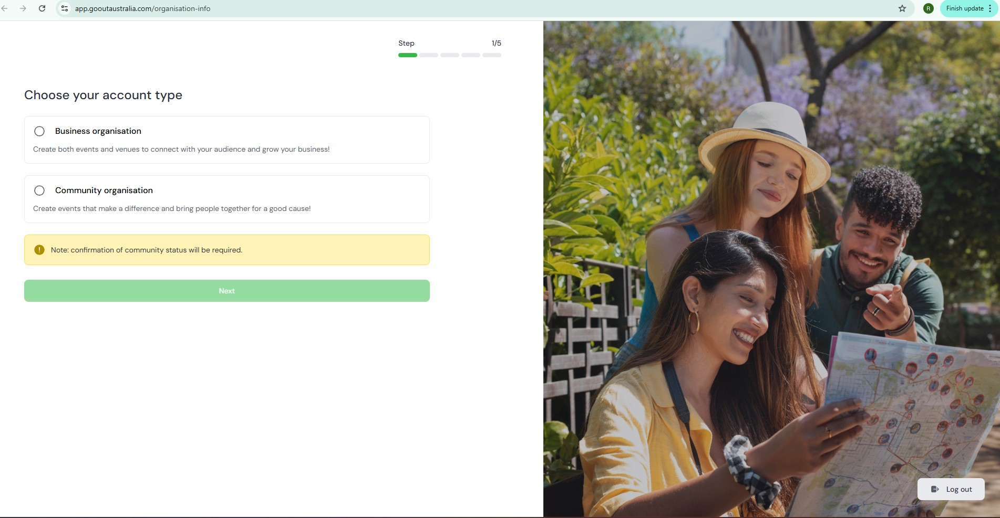 app.gooutaustralia.com/organisation-info
R
Finish update
Step 1/5
Choose your account type
Business organisation
Create both events and venues to connect with your audience and grow your business!
Community organisation
Create events that make a difference and bring people together for a good cause!
! Note: confirmation of community status will be required.
Next
Log out